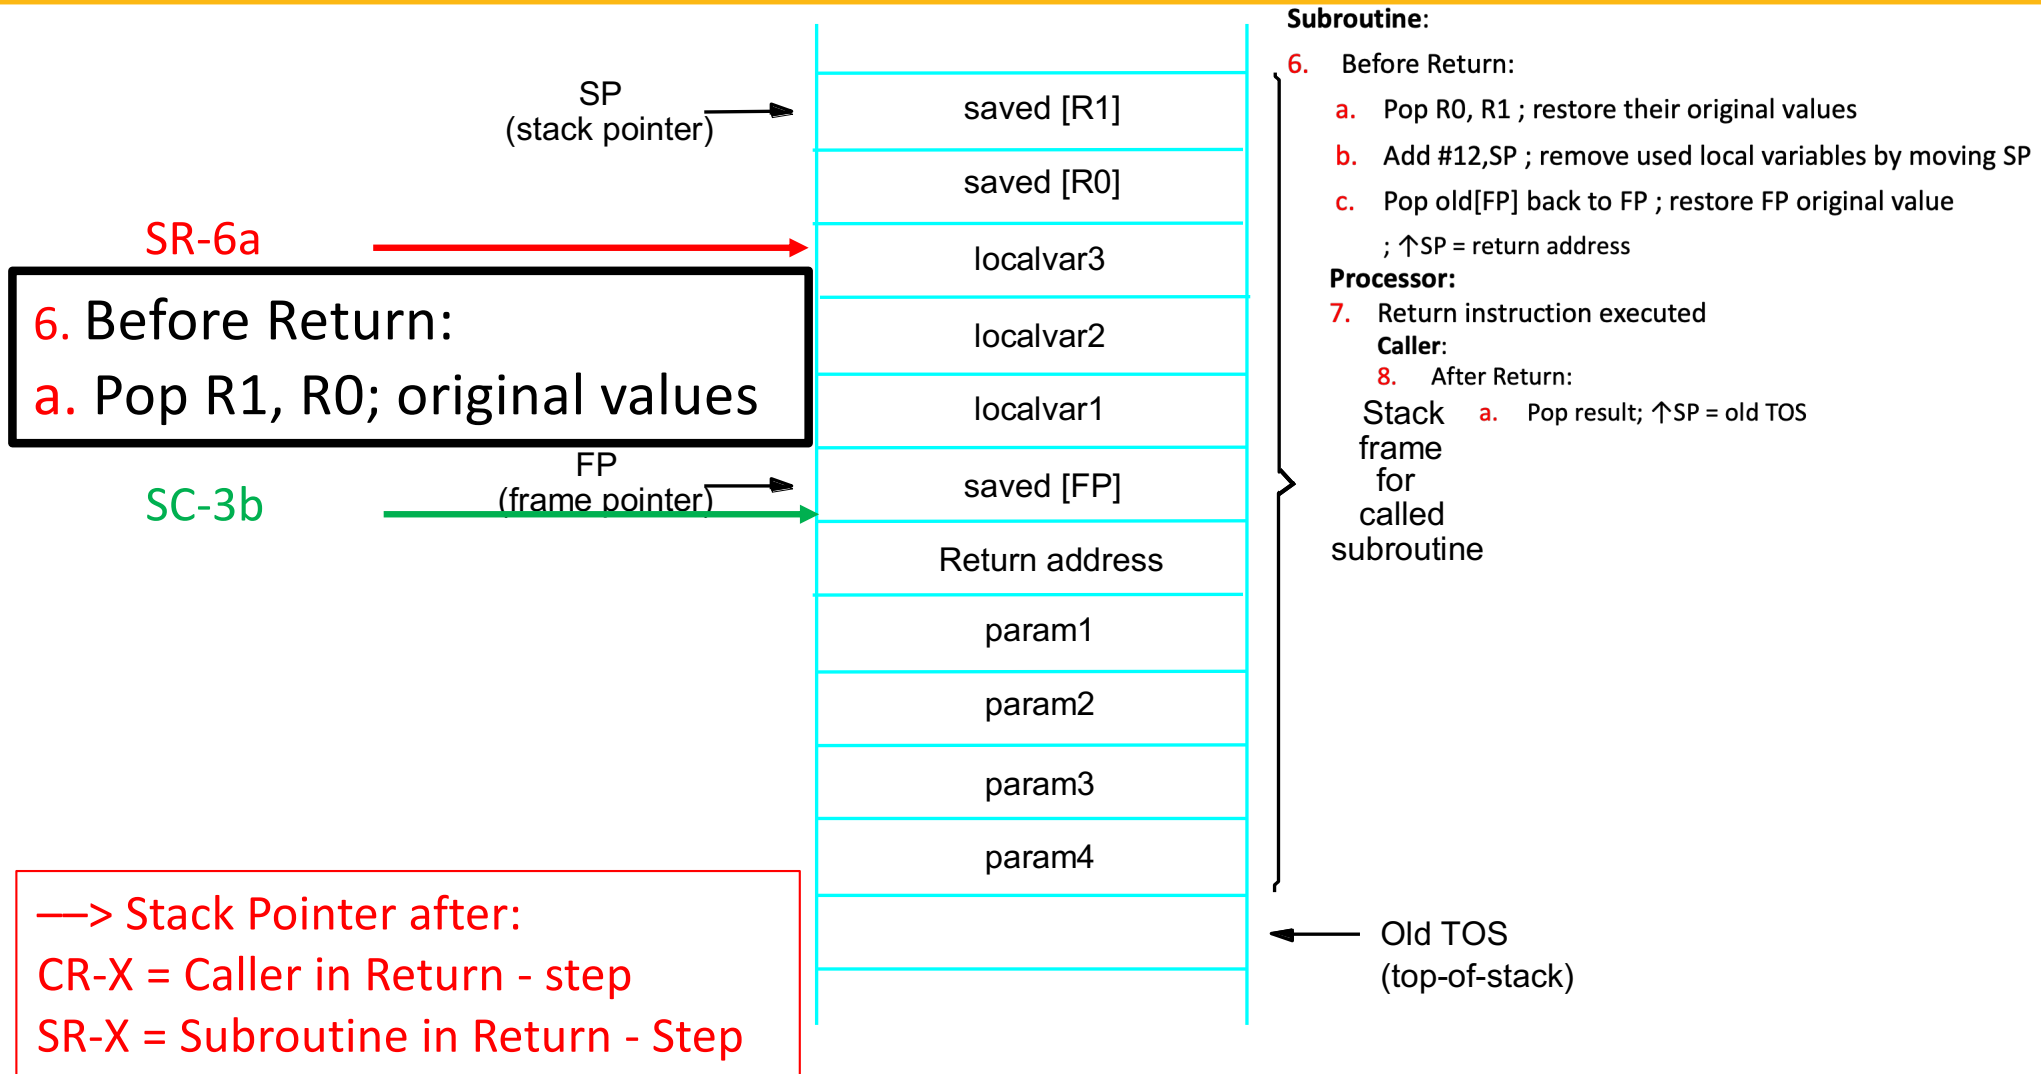 SP
(stack pointer)
SR-6a
6. Before Return:
a. Pop R1, R0; original values
FP
(frame pointer)
SC-3b
—> Stack Pointer after:
CR-X = Caller in Return - step
SR-X = Subroutine in Return - Step
saved [R1]
saved [R0]
localvar3
localvar2
localvar1
saved [FP]
Return address
param1
param2
param3
param4
Subroutine:
6. Before Return:
a. Pop R0, R1 ; restore their original values
b. Add #12,SP ; remove used local variables by moving SP
c. Pop old[FP] back to FP ; restore FP original value
; ↑SP = return address
Processor:
7. Return instruction executed
Caller:
8. After Return:
a. Pop result; ↑SP = old TOS
Stack
frame
for
called
subroutine
Old TOS
(top-of-stack)